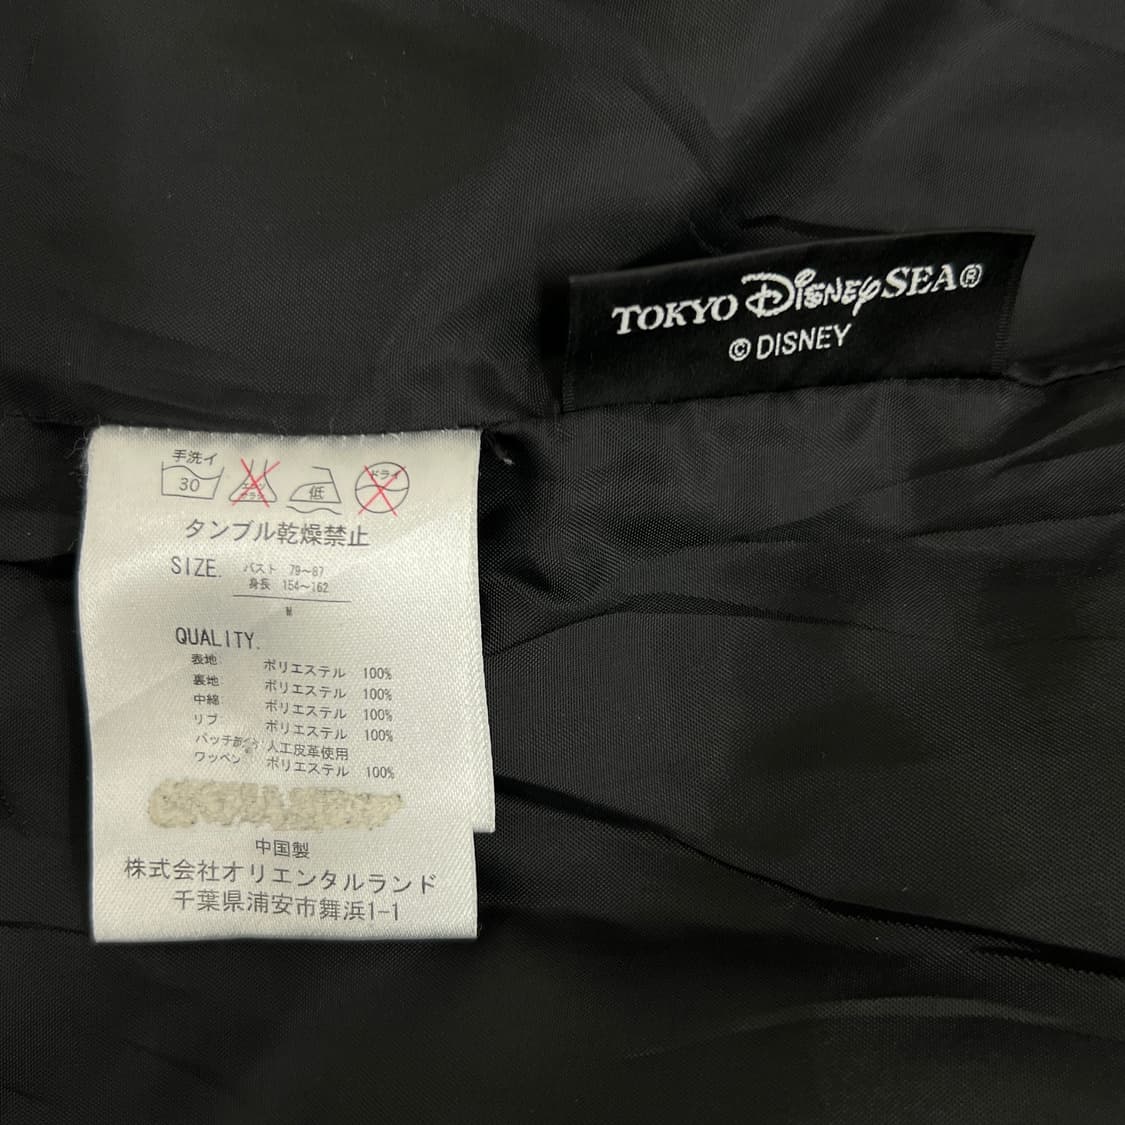 TOKYO DISNEY SEA®
© DISNEY
手洗イ
30
低
ドライ
タンブル乾燥禁止
SIZE. バスト 79~87
身長 154~162
M
QUALITY.
表地: ポリエステル 100%
裏地 ポリエステル 100%
中綿: ポリエステル 100%
リブ: ポリエステル 100%
パッチ 人工皮革使用
ワッペン ポリエステル 100%
中国製
株式会社オリエンタルランド
千葉県浦安市舞浜1-1